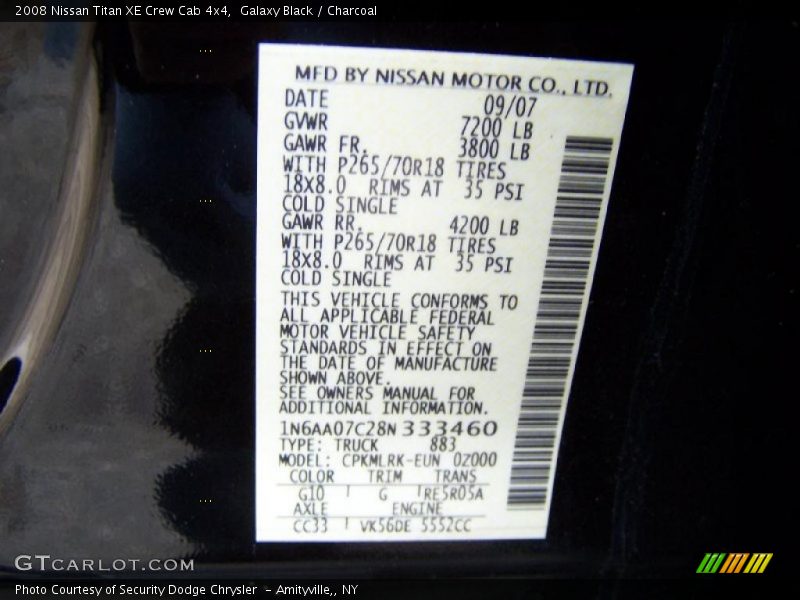 2008 Nissan Titan XE Crew Cab 4x4, Galaxy Black / Charcoal
MFD BY NISSAN MOTOR CO., LTD.
DATE 09/07
GVWR 7200 LB
GAWR FR. 3800 LB
WITH P265/70R18 TIRES
18X8.0 RIMS AT 35 PSI
COLD SINGLE
GAWR RR. 4200 LB
WITH P265/70R18 TIRES
18X8.0 RIMS AT 35 PSI
COLD SINGLE
THIS VEHICLE CONFORMS TO
ALL APPLICABLE FEDERAL
MOTOR VEHICLE SAFETY
STANDARDS IN EFFECT ON
THE DATE OF MANUFACTURE
SHOWN ABOVE.
SEE OWNERS MANUAL FOR
ADDITIONAL INFORMATION.
1N6AA07C28N333460
TYPE: TRUCK 883
MODEL: CPKMLRK-EUN 0Z000
COLOR TRIM TRANS
G10 G RE5R05A
AXLE ENGINE
CC33 VK56DE 5552CC
GTCARLOT.COM
Photo Courtesy of Security Dodge Chrysler - Amityville,, NY